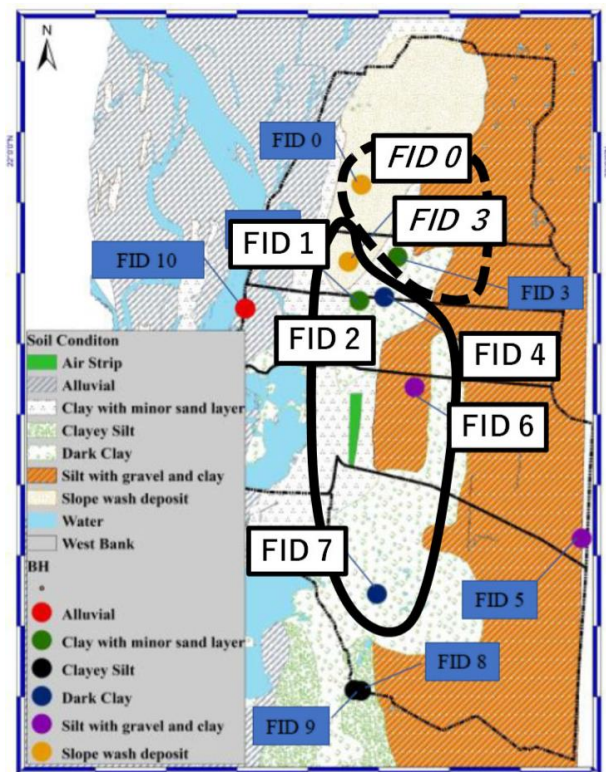 N
22°0'0"N
FID 0
FID 0
FID 3
FID 1
FID 10
FID 3
FID 2
FID 4
FID 6
FID 7
FID 5
FID 8
FID 9
Soil Conditon
Air Strip
Alluvial
Clay with minor sand layer
Clayey Silt
Dark Clay
Silt with gravel and clay
Slope wash deposit
Water
West Bank
BH
Alluvial
Clay with minor sand layer
Clayey Silt
Dark Clay
Silt with gravel and clay
Slope wash deposit